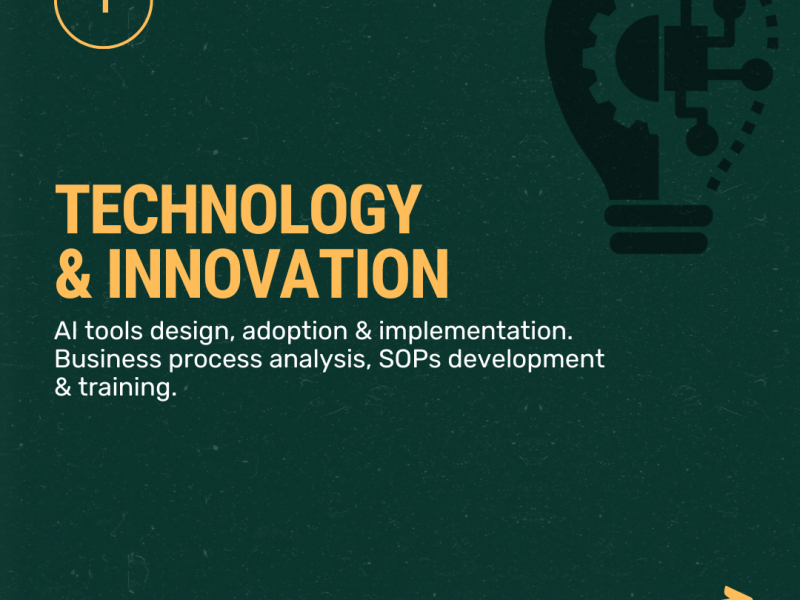 TECHNOLOGY
& INNOVATION
AI tools design, adoption & implementation.
Business process analysis, SOPs development
& training.